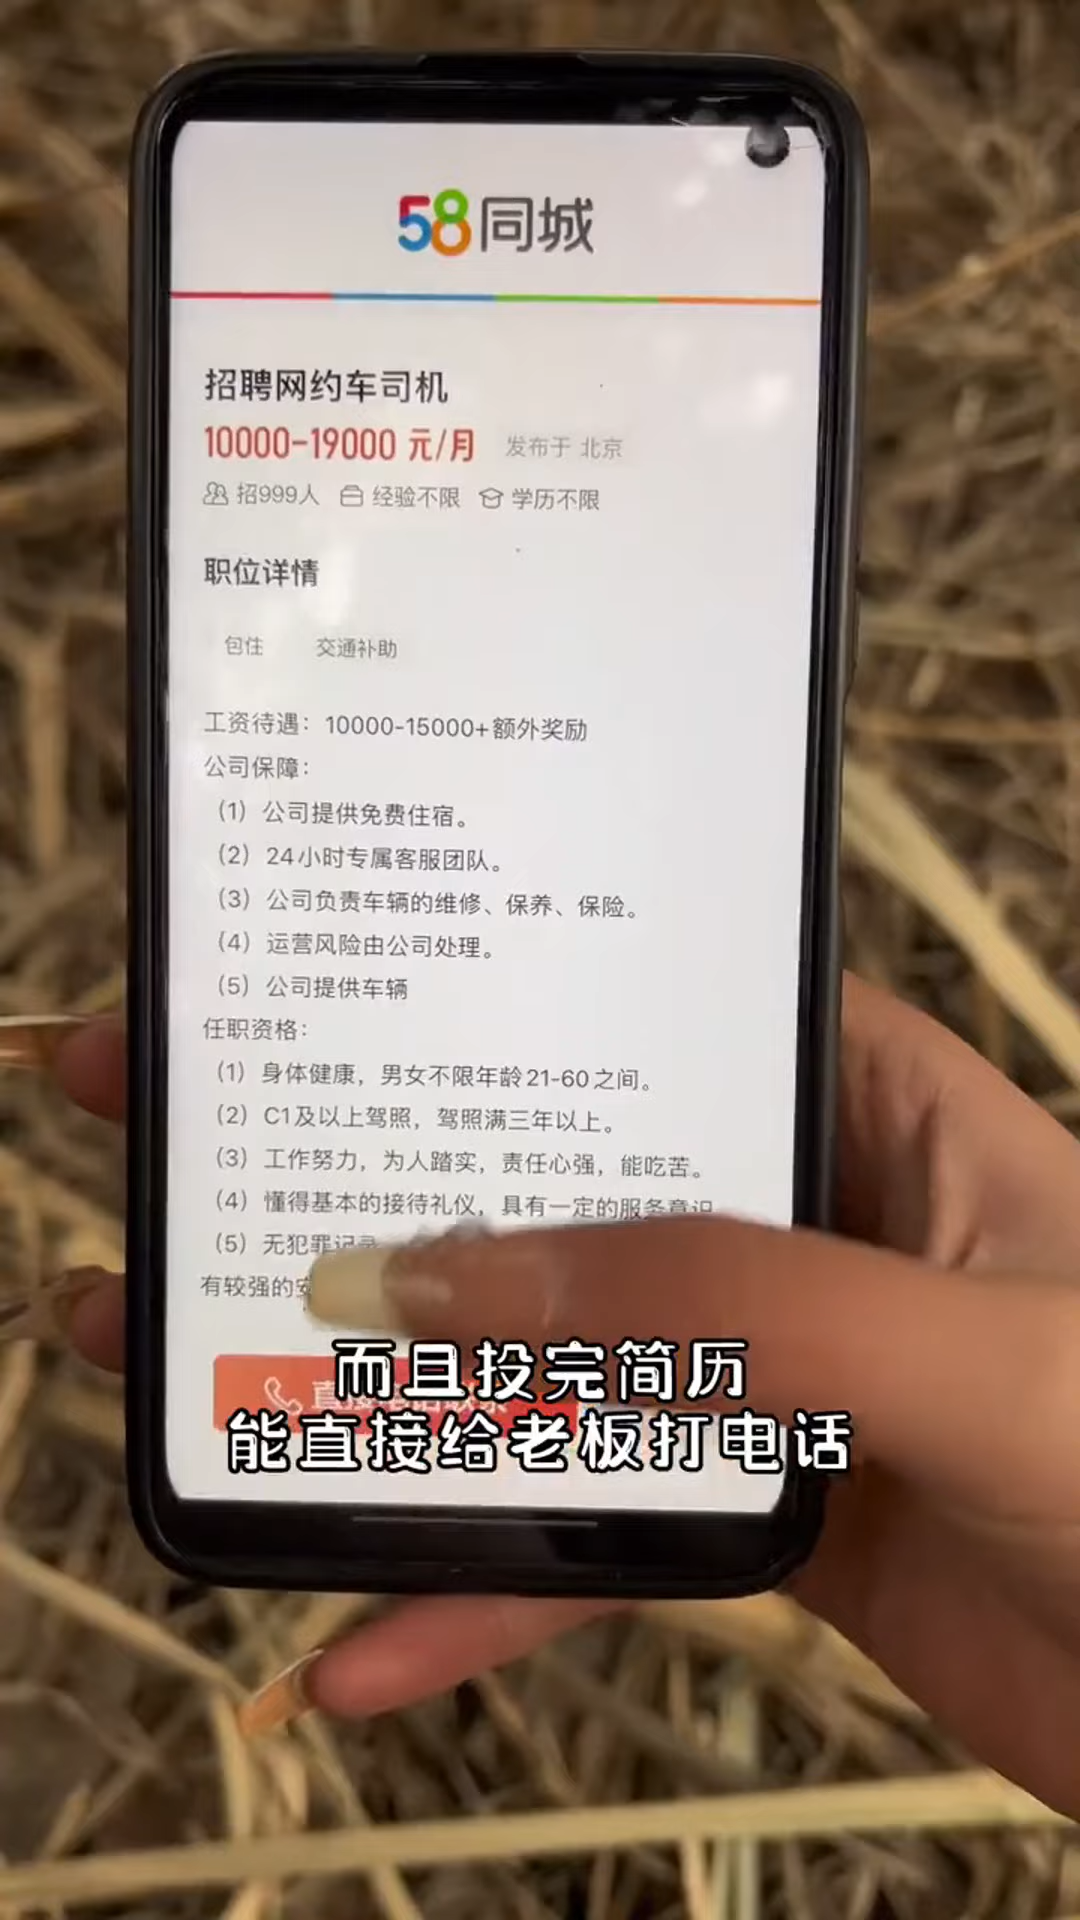 58同城
招聘网约车司机
10000-19000 元/月 发布于 北京
招999人 经验不限 学历不限
职位详情
包住 交通补助
工资待遇：10000-15000+额外奖励
公司保障：
（1）公司提供免费住宿。
（2）24小时专属客服团队。
（3）公司负责车辆的维修、保养、保险。
（4）运营风险由公司处理。
（5）公司提供车辆
任职资格：
（1）身体健康，男女不限年龄21-60之间。
（2）C1及以上驾照，驾照满三年以上。
（3）工作努力，为人踏实，责任心强，能吃苦。
（4）懂得基本的接待礼仪，具有一定的服务意识
（5）无犯罪记录
有较强的安
而且投完简历
能直接给老板打电话